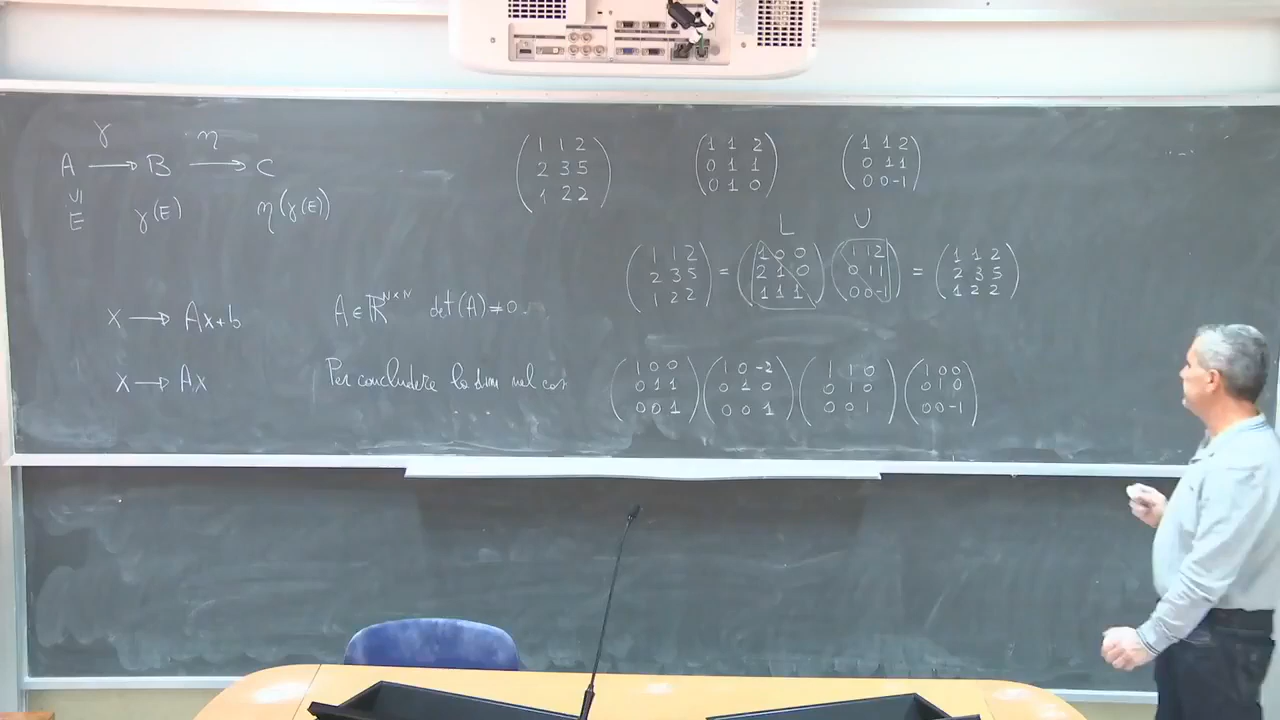 γ η
A → B → C
⊆
E γ(E) η(γ(E))
x → Ax+b A ∈ ℝ^{N×N} det(A)≠0
x → Ax Per concludere la dim nel
1 1 2
2 3 5
1 2 2
1 1 2
0 1 1
0 1 0
1 1 2
0 1 1
0 0 -1
L U
1 1 2
2 3 5
1 2 2
=
1 0 0
2 1 0
1 1 1
1 1 2
0 1 1
0 0 -1
=
1 1 2
2 3 5
1 2 2
1 0 0
0 1 1
0 0 1
1 0 -2
0 1 0
0 0 1
1 1 0
0 1 0
0 0 1
1 0 0
0 1 0
0 0 -1